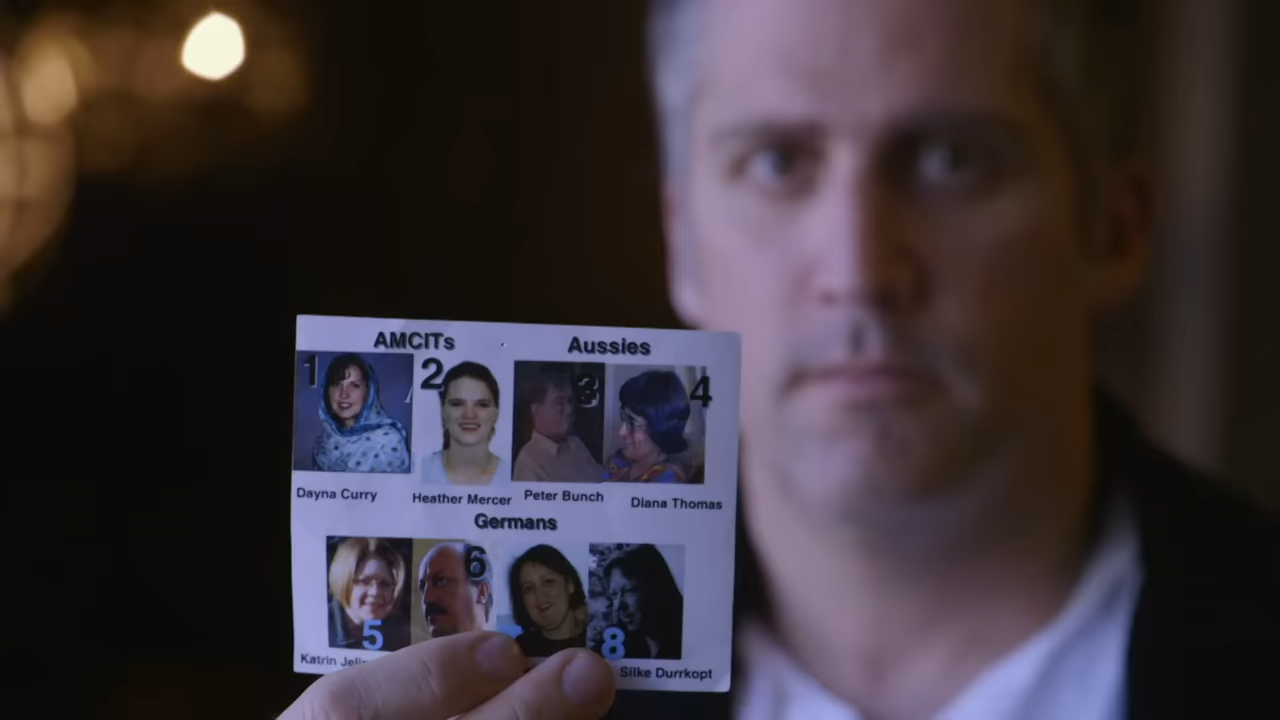 AMCITs Aussies
1 2 3 4
Dayna Curry Heather Mercer Peter Bunch Diana Thomas
Germans
6
5 8
Katrin Silke Durrkopt